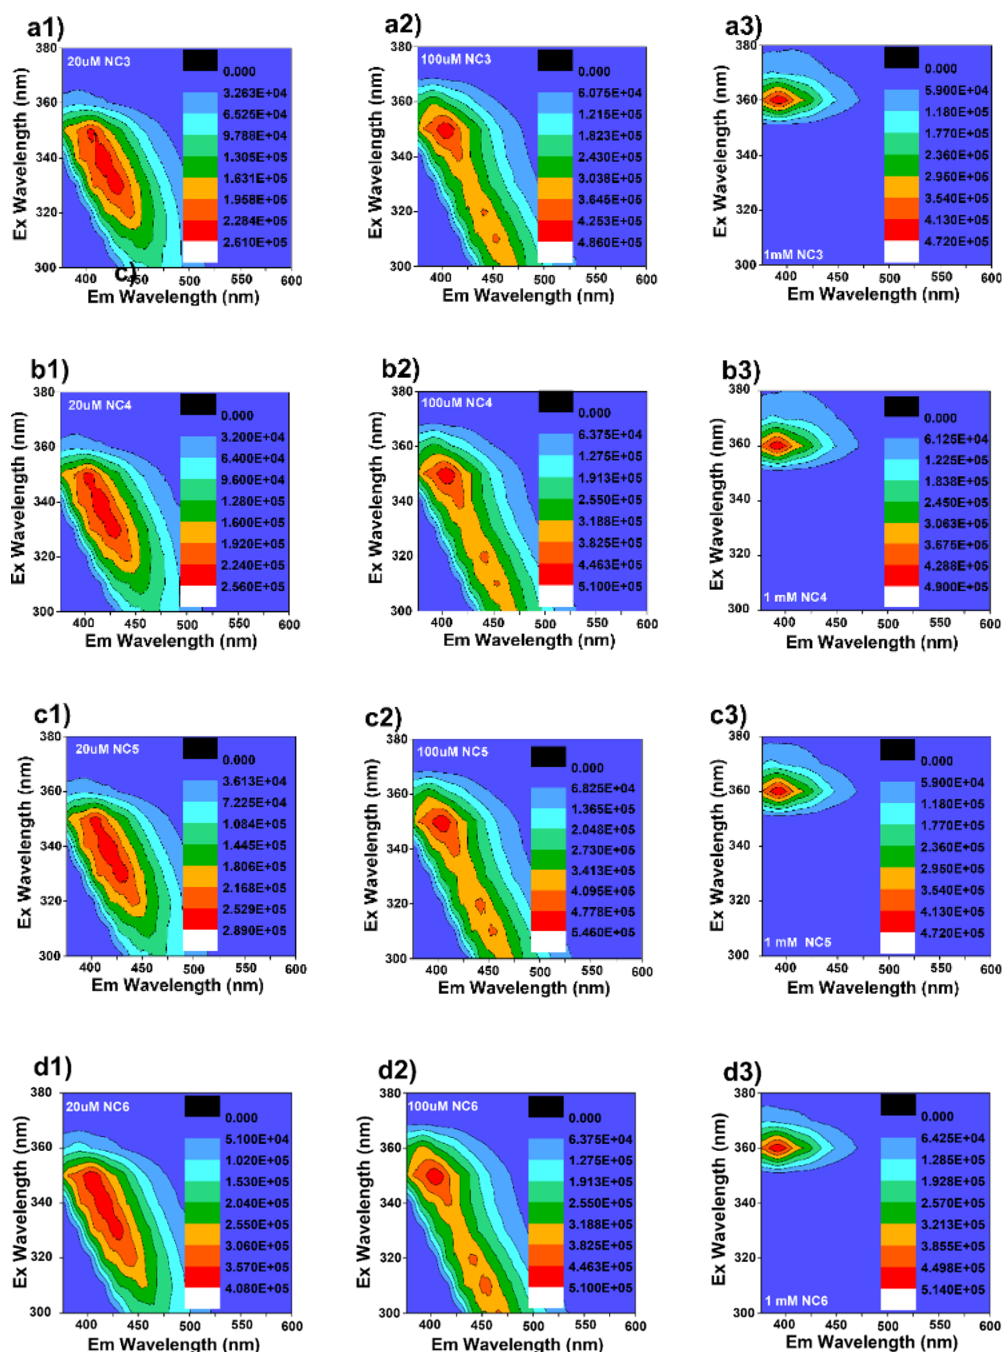 a1)
380
360
340
320
300
Ex Wavelength (nm)
20uM NC3
0.000
3.263E+04
6.525E+04
9.788E+04
1.305E+05
1.631E+05
1.958E+05
2.284E+05
2.610E+05
400
450
500
550
600
c)
Em Wavelength (nm)
a2)
380
360
340
320
300
Ex Wavelength (nm)
100uM NC3
0.000
6.075E+04
1.215E+05
1.823E+05
2.430E+05
3.038E+05
3.645E+05
4.253E+05
4.860E+05
400
450
500
550
600
Em Wavelength (nm)
a3)
380
360
340
320
300
Ex Wavelength (nm)
0.000
5.900E+04
1.180E+05
1.770E+05
2.360E+05
2.950E+05
3.540E+05
4.130E+05
4.720E+05
1mM NC3
400
450
500
550
600
Em Wavelength (nm)
b1)
380
360
340
320
300
Ex Wavelength (nm)
20uM NC4
0.000
3.200E+04
6.400E+04
9.600E+04
1.280E+05
1.600E+05
1.920E+05
2.240E+05
2.560E+05
400
450
500
550
600
Em Wavelength (nm)
b2)
380
360
340
320
300
Ex Wavelength (nm)
100uM NC4
0.000
6.375E+04
1.275E+05
1.913E+05
2.550E+05
3.188E+05
3.825E+05
4.463E+05
5.100E+05
400
450
500
550
600
Em Wavelength (nm)
b3)
380
360
340
320
300
Ex Wavelength (nm)
0.000
6.125E+04
1.225E+05
1.838E+05
2.450E+05
3.063E+05
3.675E+05
4.288E+05
4.900E+05
1 mM NC4
400
450
500
550
600
Em Wavelength (nm)
c1)
380
360
340
320
300
Ex Wavelength (nm)
20uM NC5
0.000
3.613E+04
7.225E+04
1.084E+05
1.445E+05
1.806E+05
2.168E+05
2.529E+05
2.890E+05
400
450
500
550
600
Em Wavelength (nm)
c2)
380
360
340
320
300
Ex Wavelength (nm)
100uM NC5
0.000
6.825E+04
1.365E+05
2.048E+05
2.730E+05
3.413E+05
4.095E+05
4.778E+05
5.460E+05
400
450
500
550
600
Em Wavelength (nm)
c3)
380
360
340
320
300
Ex Wavelength (nm)
0.000
5.900E+04
1.180E+05
1.770E+05
2.360E+05
2.950E+05
3.540E+05
4.130E+05
4.720E+05
1 mM NC5
400
450
500
550
600
Em Wavelength (nm)
d1)
380
360
340
320
300
Ex Wavelength (nm)
20uM NC6
0.000
5.100E+04
1.020E+05
1.530E+05
2.040E+05
2.550E+05
3.060E+05
3.570E+05
4.080E+05
400
450
500
550
600
Em Wavelength (nm)
d2)
380
360
340
320
300
Ex Wavelength (nm)
100uM NC6
0.000
6.375E+04
1.275E+05
1.913E+05
2.550E+05
3.188E+05
3.825E+05
4.463E+05
5.100E+05
400
450
500
550
600
Em Wavelength (nm)
d3)
380
360
340
320
300
Ex Wavelength (nm)
0.000
6.425E+04
1.285E+05
1.928E+05
2.570E+05
3.213E+05
3.855E+05
4.498E+05
5.140E+05
1 mM NC6
400
450
500
550
600
Em Wavelength (nm)